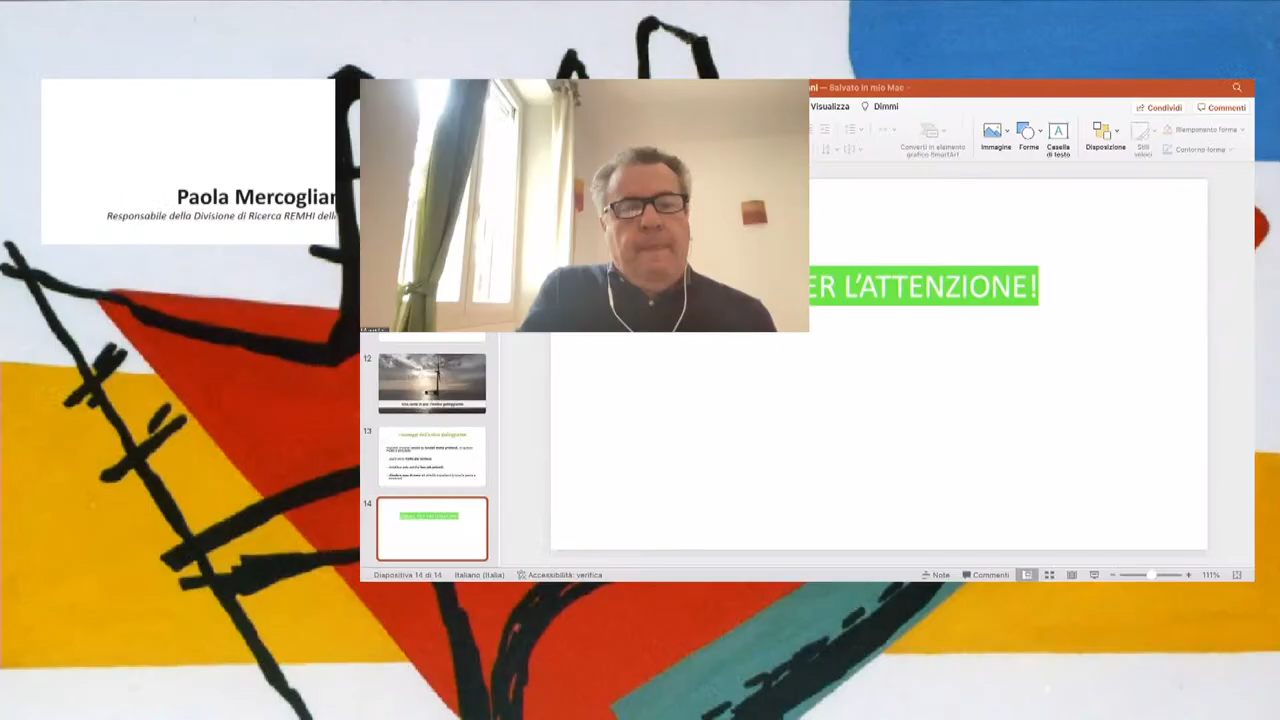 Paola Mercoglian
Responsabile della Divisione di Ricerca REMHI dell
ni — Salvato in mio Mac
Visualizza
Dimmi
Condividi
Commenti
Converti in elemento
grafico SmartArt
Immagine
Forme
Casella
di testo
Disposizione
Stili
veloci
Riempimento forma
Contorno forma
ER L'ATTENZIONE!
12
13
14
Diapositiva 14 di 14
Italiano (Italia)
Accessibilità: verifica
Note
Commenti
111%